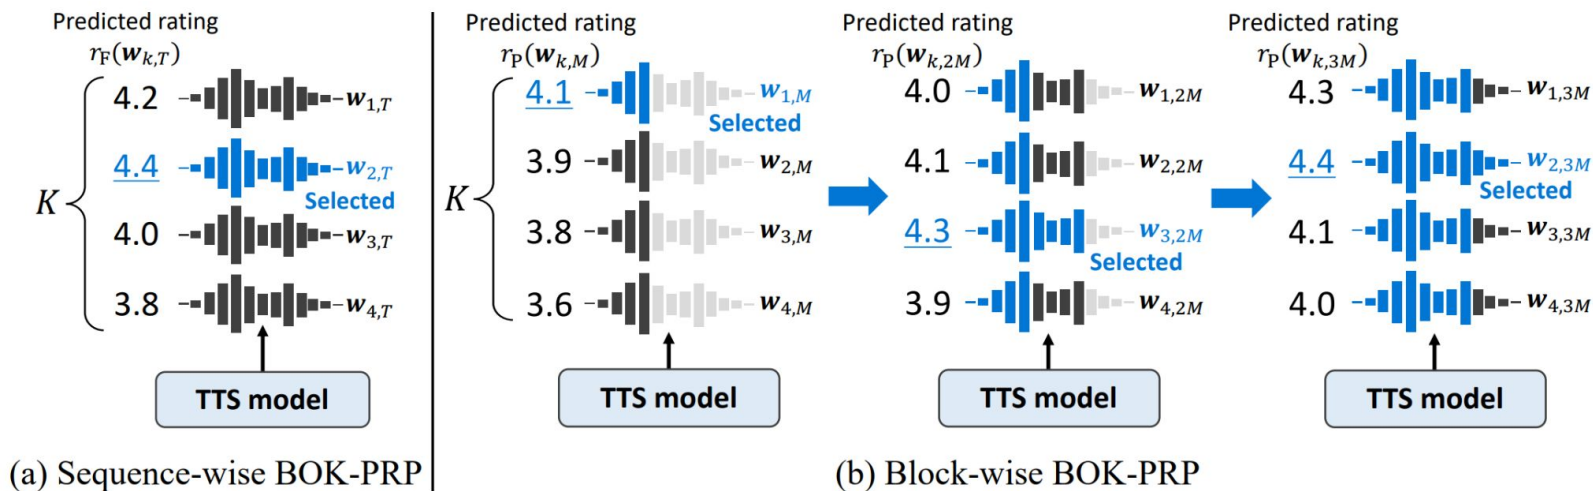 Predicted rating
r_F(w_{k,T})
K
4.2
w_{1,T}
4.4
w_{2,T}
Selected
4.0
w_{3,T}
3.8
w_{4,T}
TTS model
(a) Sequence-wise BOK-PRP
Predicted rating
r_P(w_{k,M})
K
4.1
w_{1,M}
Selected
3.9
w_{2,M}
3.8
w_{3,M}
3.6
w_{4,M}
TTS model
Predicted rating
r_P(w_{k,2M})
4.0
w_{1,2M}
4.1
w_{2,2M}
4.3
w_{3,2M}
Selected
3.9
w_{4,2M}
TTS model
Predicted rating
r_P(w_{k,3M})
4.3
w_{1,3M}
4.4
w_{2,3M}
Selected
4.1
w_{3,3M}
4.0
w_{4,3M}
TTS model
(b) Block-wise BOK-PRP